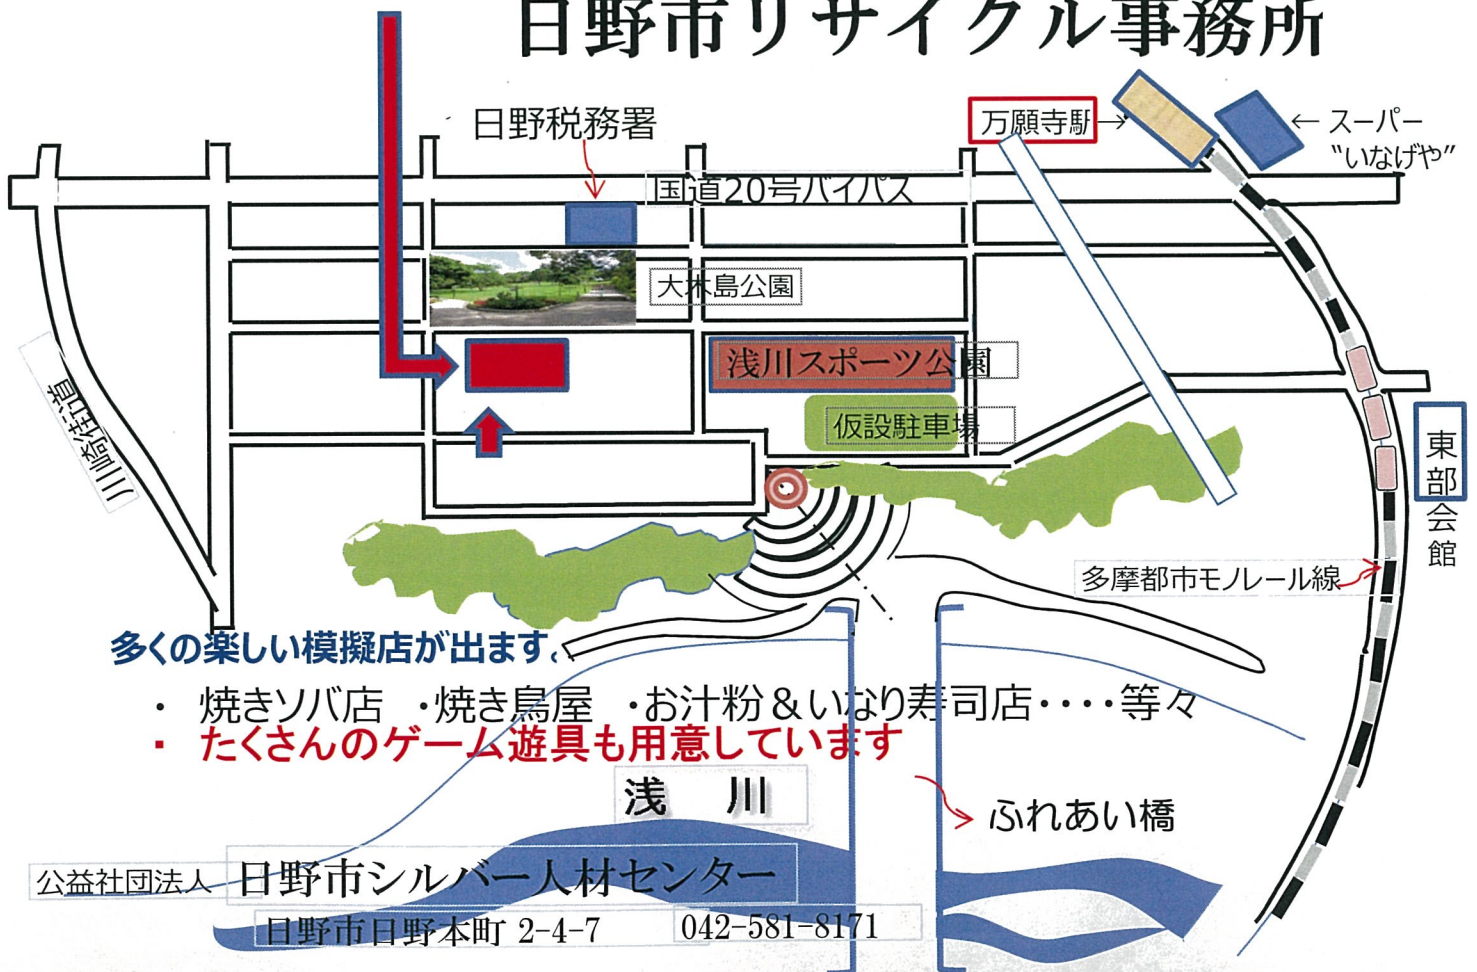 日野市リサイクル事務所
日野税務署
万願寺駅→
← スーパー
“いなげや”
国道20号バイパス
大木島公園
浅川スポーツ公園
仮設駐車場
川崎街道
東部会館
多摩都市モノレール線
多くの楽しい模擬店が出ます。
・ 焼きソバ店 ・焼き鳥屋 ・お汁粉＆いなり寿司店・・・・等々
・ たくさんのゲーム遊具も用意しています
浅 川
ふれあい橋
公益社団法人 日野市シルバー人材センター
日野市日野本町 2-4-7 042-581-8171